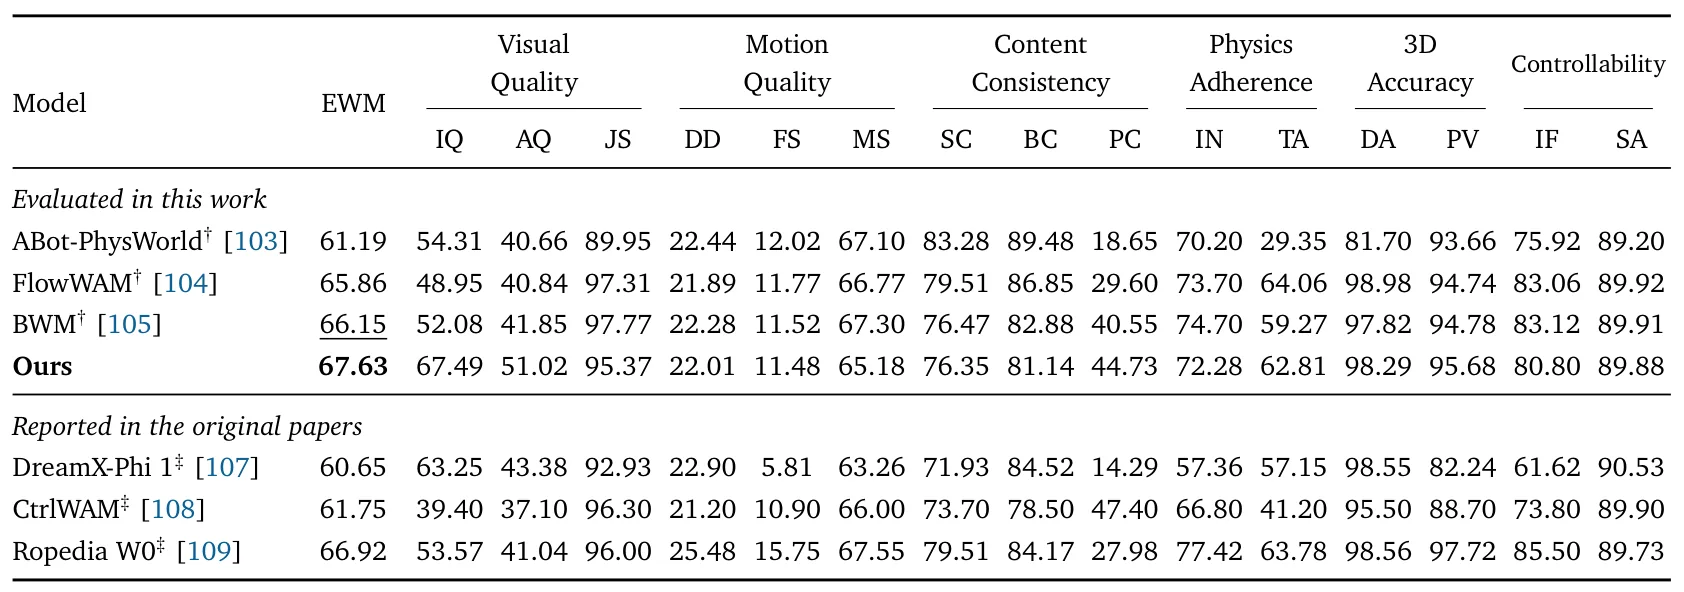 Visual Motion Content Physics 3D
Quality Quality Consistency Adherence Accuracy Controllability
Model EWM
IQ AQ JS DD FS MS SC BC PC IN TA DA PV IF SA
Evaluated in this work
ABot-PhysWorld† [103] 61.19 54.31 40.66 89.95 22.44 12.02 67.10 83.28 89.48 18.65 70.20 29.35 81.70 93.66 75.92 89.20
FlowWAM† [104] 65.86 48.95 40.84 97.31 21.89 11.77 66.77 79.51 86.85 29.60 73.70 64.06 98.98 94.74 83.06 89.92
BWM† [105] 66.15 52.08 41.85 97.77 22.28 11.52 67.30 76.47 82.88 40.55 74.70 59.27 97.82 94.78 83.12 89.91
Ours 67.63 67.49 51.02 95.37 22.01 11.48 65.18 76.35 81.14 44.73 72.28 62.81 98.29 95.68 80.80 89.88
Reported in the original papers
DreamX-Phi 1‡ [107] 60.65 63.25 43.38 92.93 22.90 5.81 63.26 71.93 84.52 14.29 57.36 57.15 98.55 82.24 61.62 90.53
CtrlWAM‡ [108] 61.75 39.40 37.10 96.30 21.20 10.90 66.00 73.70 78.50 47.40 66.80 41.20 95.50 88.70 73.80 89.90
Ropedia W0‡ [109] 66.92 53.57 41.04 96.00 25.48 15.75 67.55 79.51 84.17 27.98 77.42 63.78 98.56 97.72 85.50 89.73